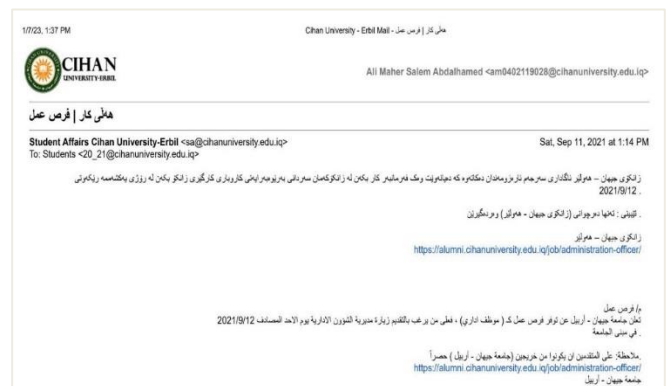 1/7/23, 1:37 PM
Cihan University - Erbil Mail - هەلی کار | فرص عمل
CIHAN
UNIVERSITY-ERBIL
Ali Maher Salem Abdalhamed <am0402119028@cihanuniversity.edu.iq>
هەلی کار | فرص عمل
Student Affairs Cihan University-Erbil <sa@cihanuniversity.edu.iq>
Sat, Sep 11, 2021 at 1:14 PM
To: Students <20_21@cihanuniversity.edu.iq>
زانکۆی جیهان – هەولێر ئاگاداری سەرجەم ئارەزومەندان دەکاتەوە کە دەیانەوێت وەک فەرمانبەر کار بکەن لە زانکۆکەمان سەردانی بەڕێوبەرایەتی کاروباری کارگێری زانکۆ بکەن لە رۆژی یەکشەممە رێکەوتی
. 2021/9/12
. تێبینی : تەنها دەرچوانی (زانکۆی جیهان - هەولێر) وەردەگیرێن
زانکۆی جیهان – هەولێر
https://alumni.cihanuniversity.edu.iq/job/administration-officer/
م/ فرص عمل
تعلن جامعة جيهان - أربيل عن توفر فرص عمل كـ ( موظف اداري ) ، فعلى من يرغب بالتقديم زيارة مديرية الشؤون الادارية يوم الاحد المصادف 2021/9/12
. في مبنى الجامعة
.ملاحظة: على المتقدمين ان يكونوا من خريجين (جامعة جيهان - أربيل ) حصراً
https://alumni.cihanuniversity.edu.iq/job/administration-officer/
جامعة جيهان - أربيل